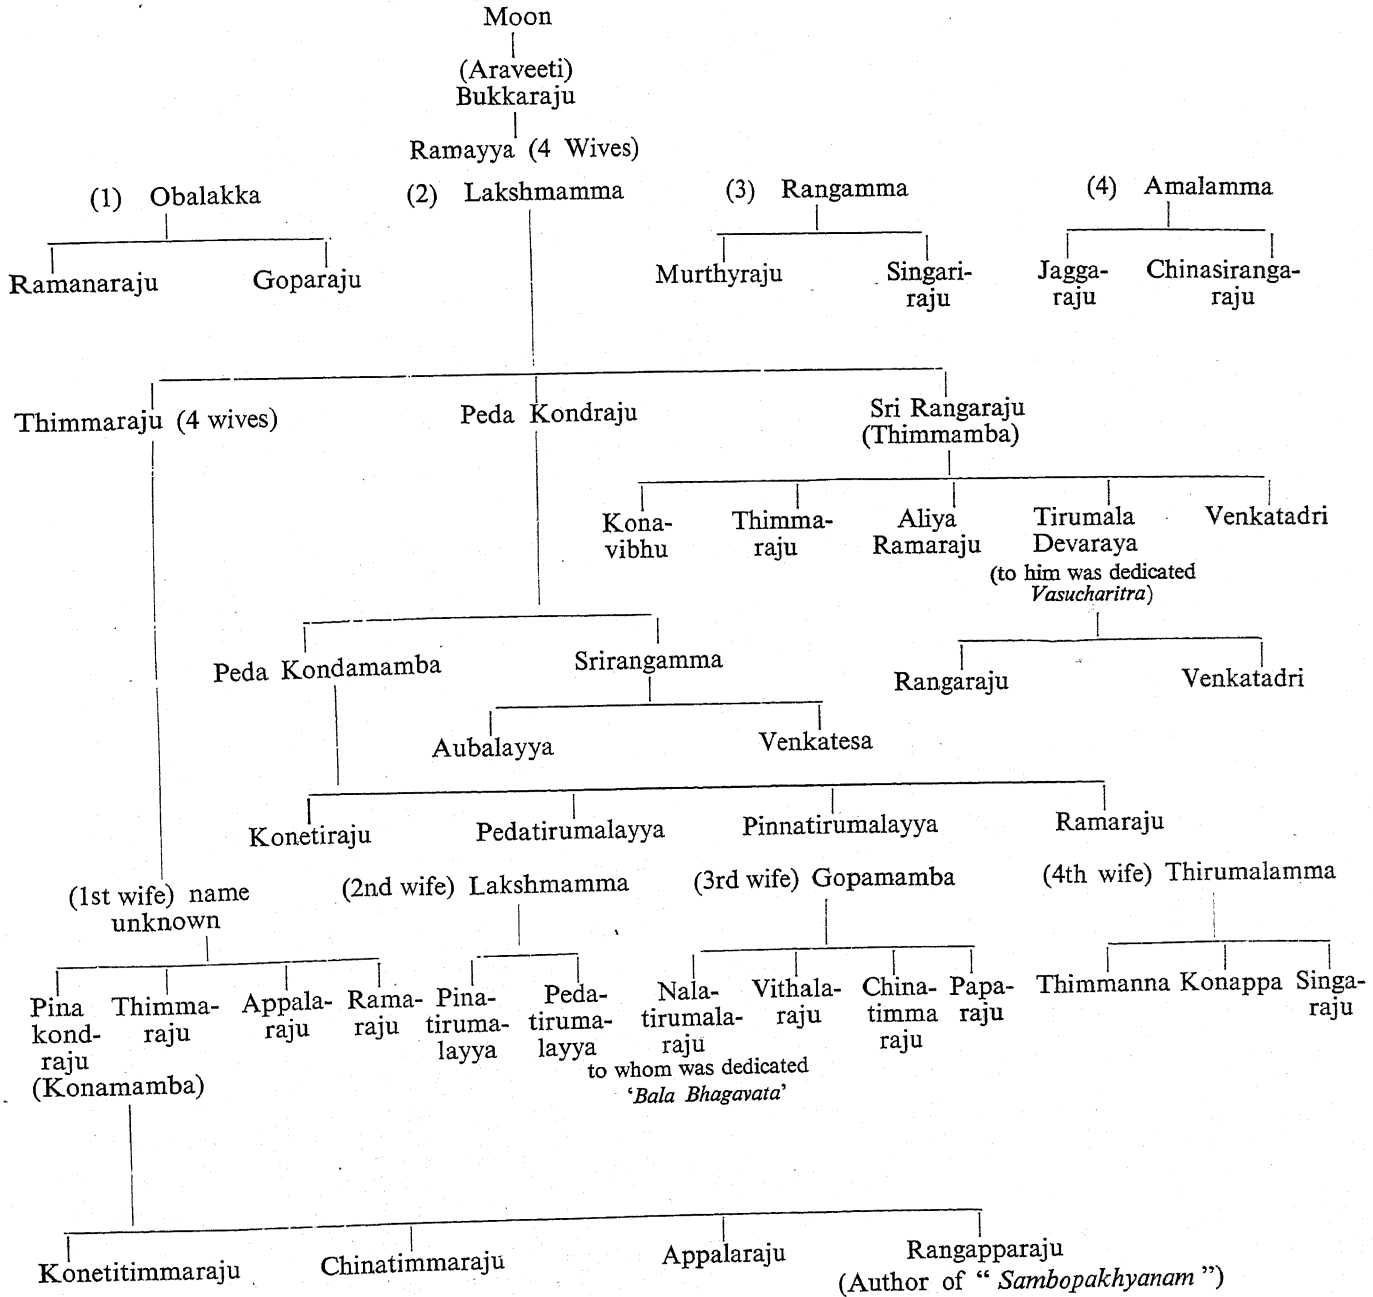 Moon
(Araveeti)
Bukkaraju
Ramayya (4 Wives)
(1) Obalakka
(2) Lakshmamma
(3) Rangamma
(4) Amalamma
Ramanaraju
Goparaju
Murthyraju
Singari-
raju
Jagga-
raju
Chinasiranga-
raju
Thimmaraju (4 wives)
Peda Kondraju
Sri Rangaraju
(Thimmamba)
Kona-
vibhu
Thimma-
raju
Aliya
Ramaraju
Tirumala
Devaraya
(to him was dedicated
Vasucharitra)
Venkatadri
Rangaraju
Venkatadri
Peda Kondamamba
Srirangamma
Aubalayya
Venkatesa
Konetiraju
Pedatirumalayya
Pinnatirumalayya
Ramaraju
(1st wife) name
unknown
(2nd wife) Lakshmamma
(3rd wife) Gopamamba
(4th wife) Thirumalamma
Pina
kond-
raju
(Konamamba)
Thimma-
raju
Appala-
raju
Rama-
raju
Pina-
tiruma-
layya
Peda-
tiruma-
layya
Nala-
tirumala-
raju
to whom was dedicated
‘Bala Bhagavata’
Vithala-
raju
China-
timma
raju
Papa-
raju
Thimmanna
Konappa
Singa-
raju
Konetitimmaraju
Chinatimmaraju
Appalaraju
Rangapparaju
(Author of “ Sambopakhyanam ”)